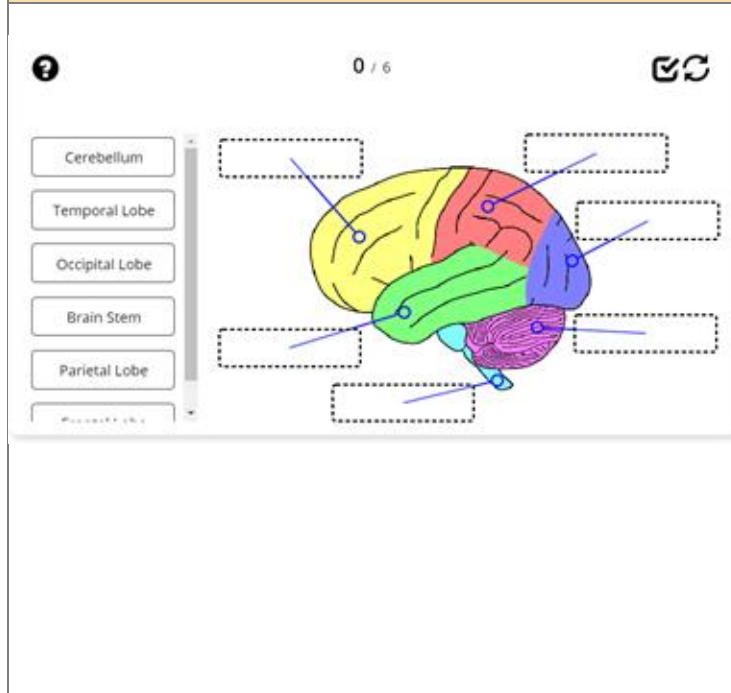 ?
0 / 6
Cerebellum
Temporal Lobe
Occipital Lobe
Brain Stem
Parietal Lobe